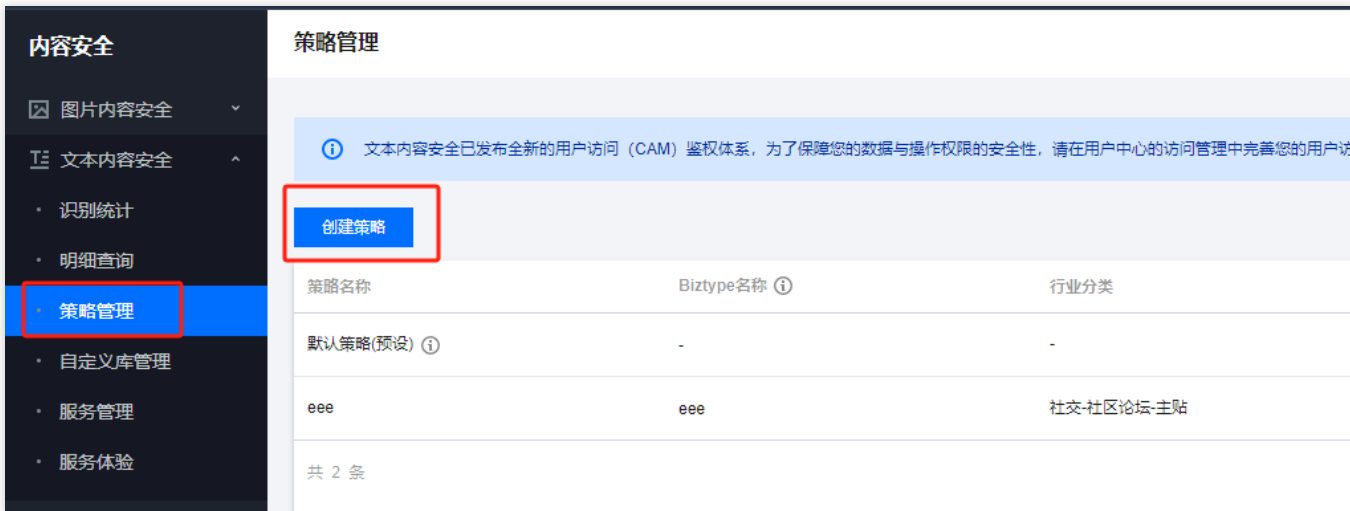 内容安全
图片内容安全
文本内容安全
识别统计
明细查询
策略管理
自定义库管理
服务管理
服务体验
策略管理
文本内容安全已发布全新的用户访问（CAM）鉴权体系，为了保障您的数据与操作权限的安全性，请在用户中心的访问管理中完善您的用户访
创建策略
策略名称 Biztype名称 行业分类
默认策略(预设) - -
eee eee 社交-社区论坛-主贴
共 2 条